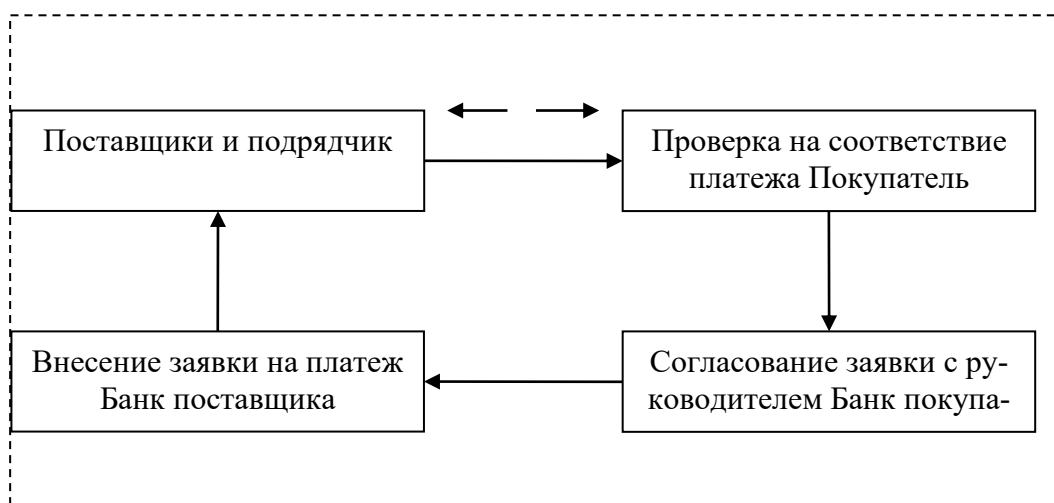 Поставщики и подрядчик
Проверка на соответствие
платежа Покупатель
Внесение заявки на платеж
Банк поставщика
Согласование заявки с ру-
ководителем Банк покупа-